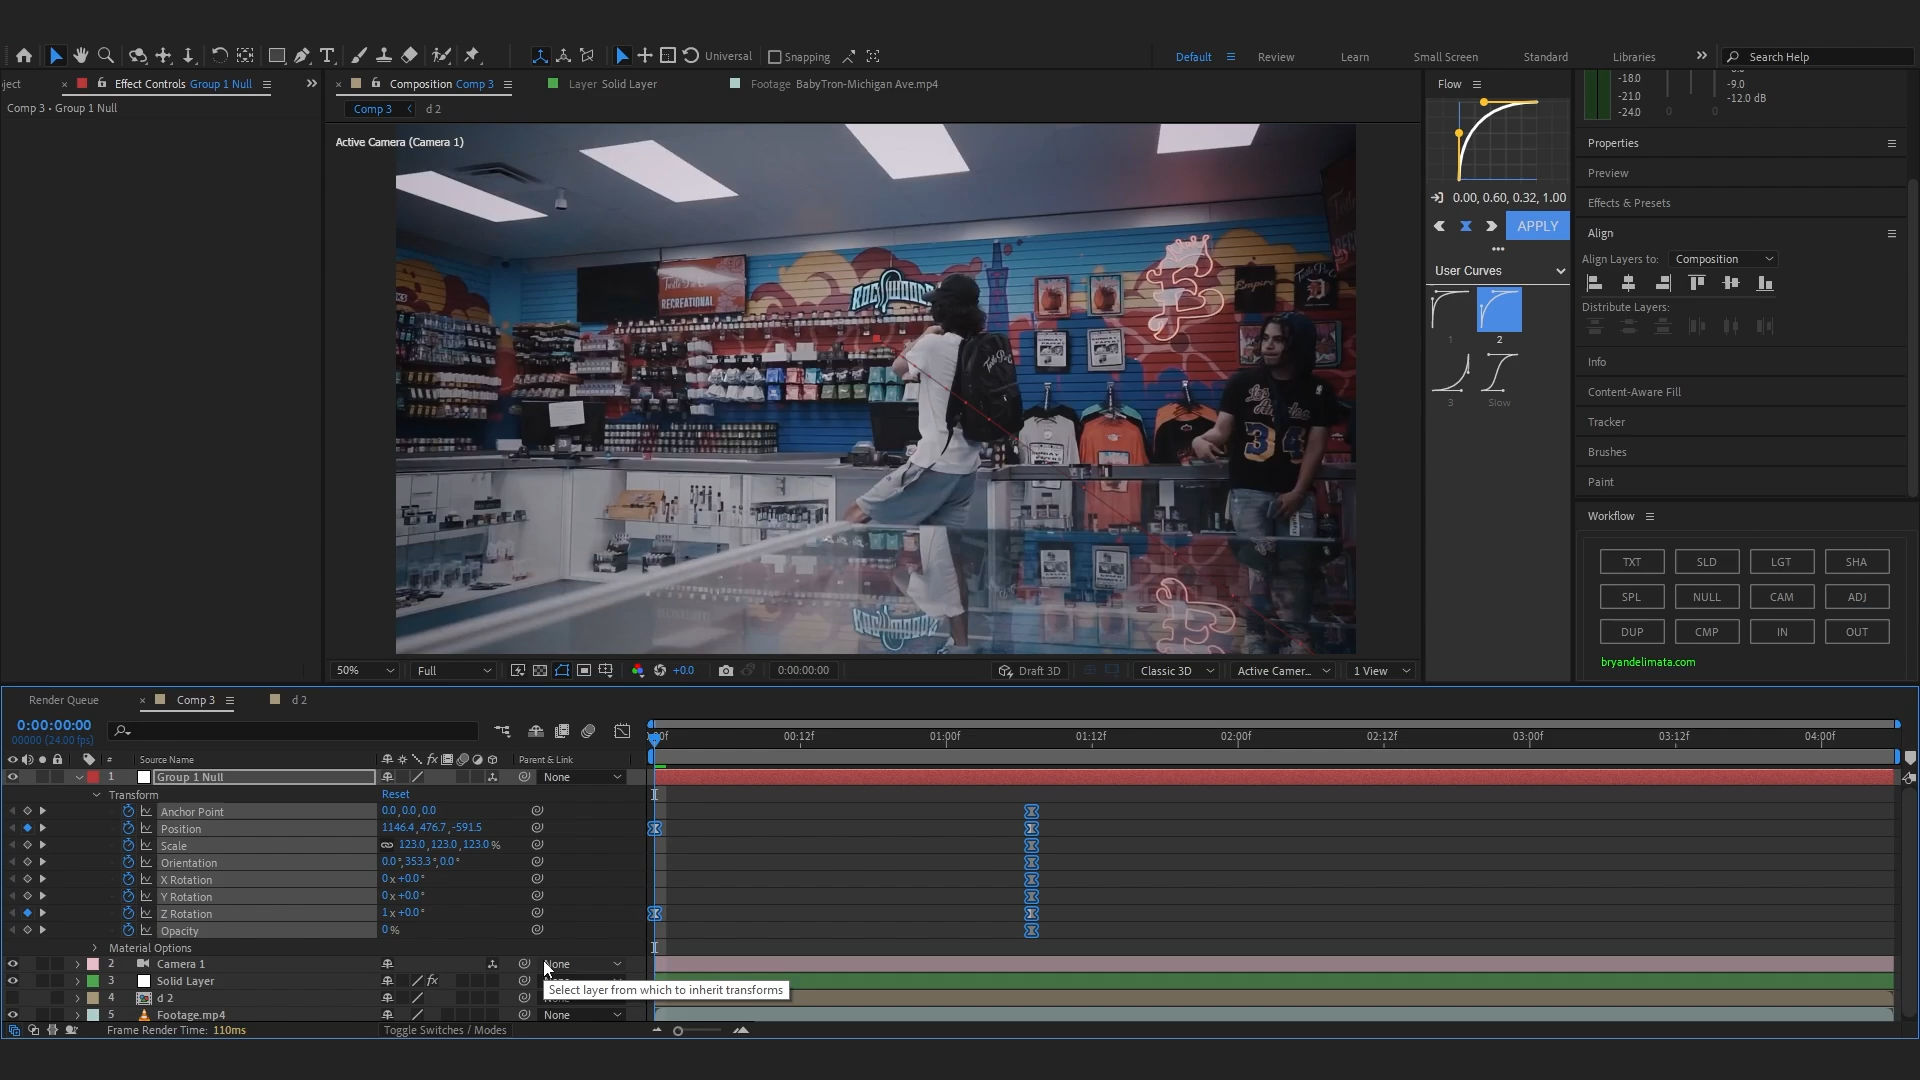 Universal
Snapping
Default
Review
Learn
Small Screen
Standard
Libraries
Search Help
ject
Effect Controls Group 1 Null
Composition Comp 3
Layer Solid Layer
Footage BabyTron-Michigan Ave.mp4
Flow
-18.0
-21.0
-24.0
-9.0
-12.0 dB
0
0
Comp 3 • Group 1 Null
Comp 3
d 2
Active Camera (Camera 1)
RECREATIONAL
Empire
34
0.00, 0.60, 0.32, 1.00
APPLY
User Curves
1
2
3
Slow
Properties
Preview
Effects & Presets
Align
Align Layers to:
Composition
Distribute Layers:
Info
Content-Aware Fill
Tracker
Brushes
Paint
Workflow
TXT
SLD
LGT
SHA
SPL
NULL
CAM
ADJ
DUP
CMP
IN
OUT
bryandelimata.com
50%
Full
+0.0
0:00:00:00
Draft 3D
Classic 3D
Active Camer...
1 View
Render Queue
Comp 3
d 2
0:00:00:00
00000 (24.00 fps)
:00f
00:12f
01:00f
01:12f
02:00f
02:12f
03:00f
03:12f
04:00f
#
Source Name
fx
Parent & Link
1
Group 1 Null
None
Transform
Reset
Anchor Point
0.0,0.0,0.0
Position
1146.4,476.7,-591.5
Scale
123.0,123.0,123.0 %
Orientation
0.0°,353.3°,0.0°
X Rotation
0x+0.0°
Y Rotation
0x+0.0°
Z Rotation
1x+0.0°
Opacity
0 %
Material Options
2
Camera 1
None
3
Solid Layer
fx
Select layer from which to inherit transforms
4
d 2
5
Footage.mp4
None
Frame Render Time: 110ms
Toggle Switches / Modes